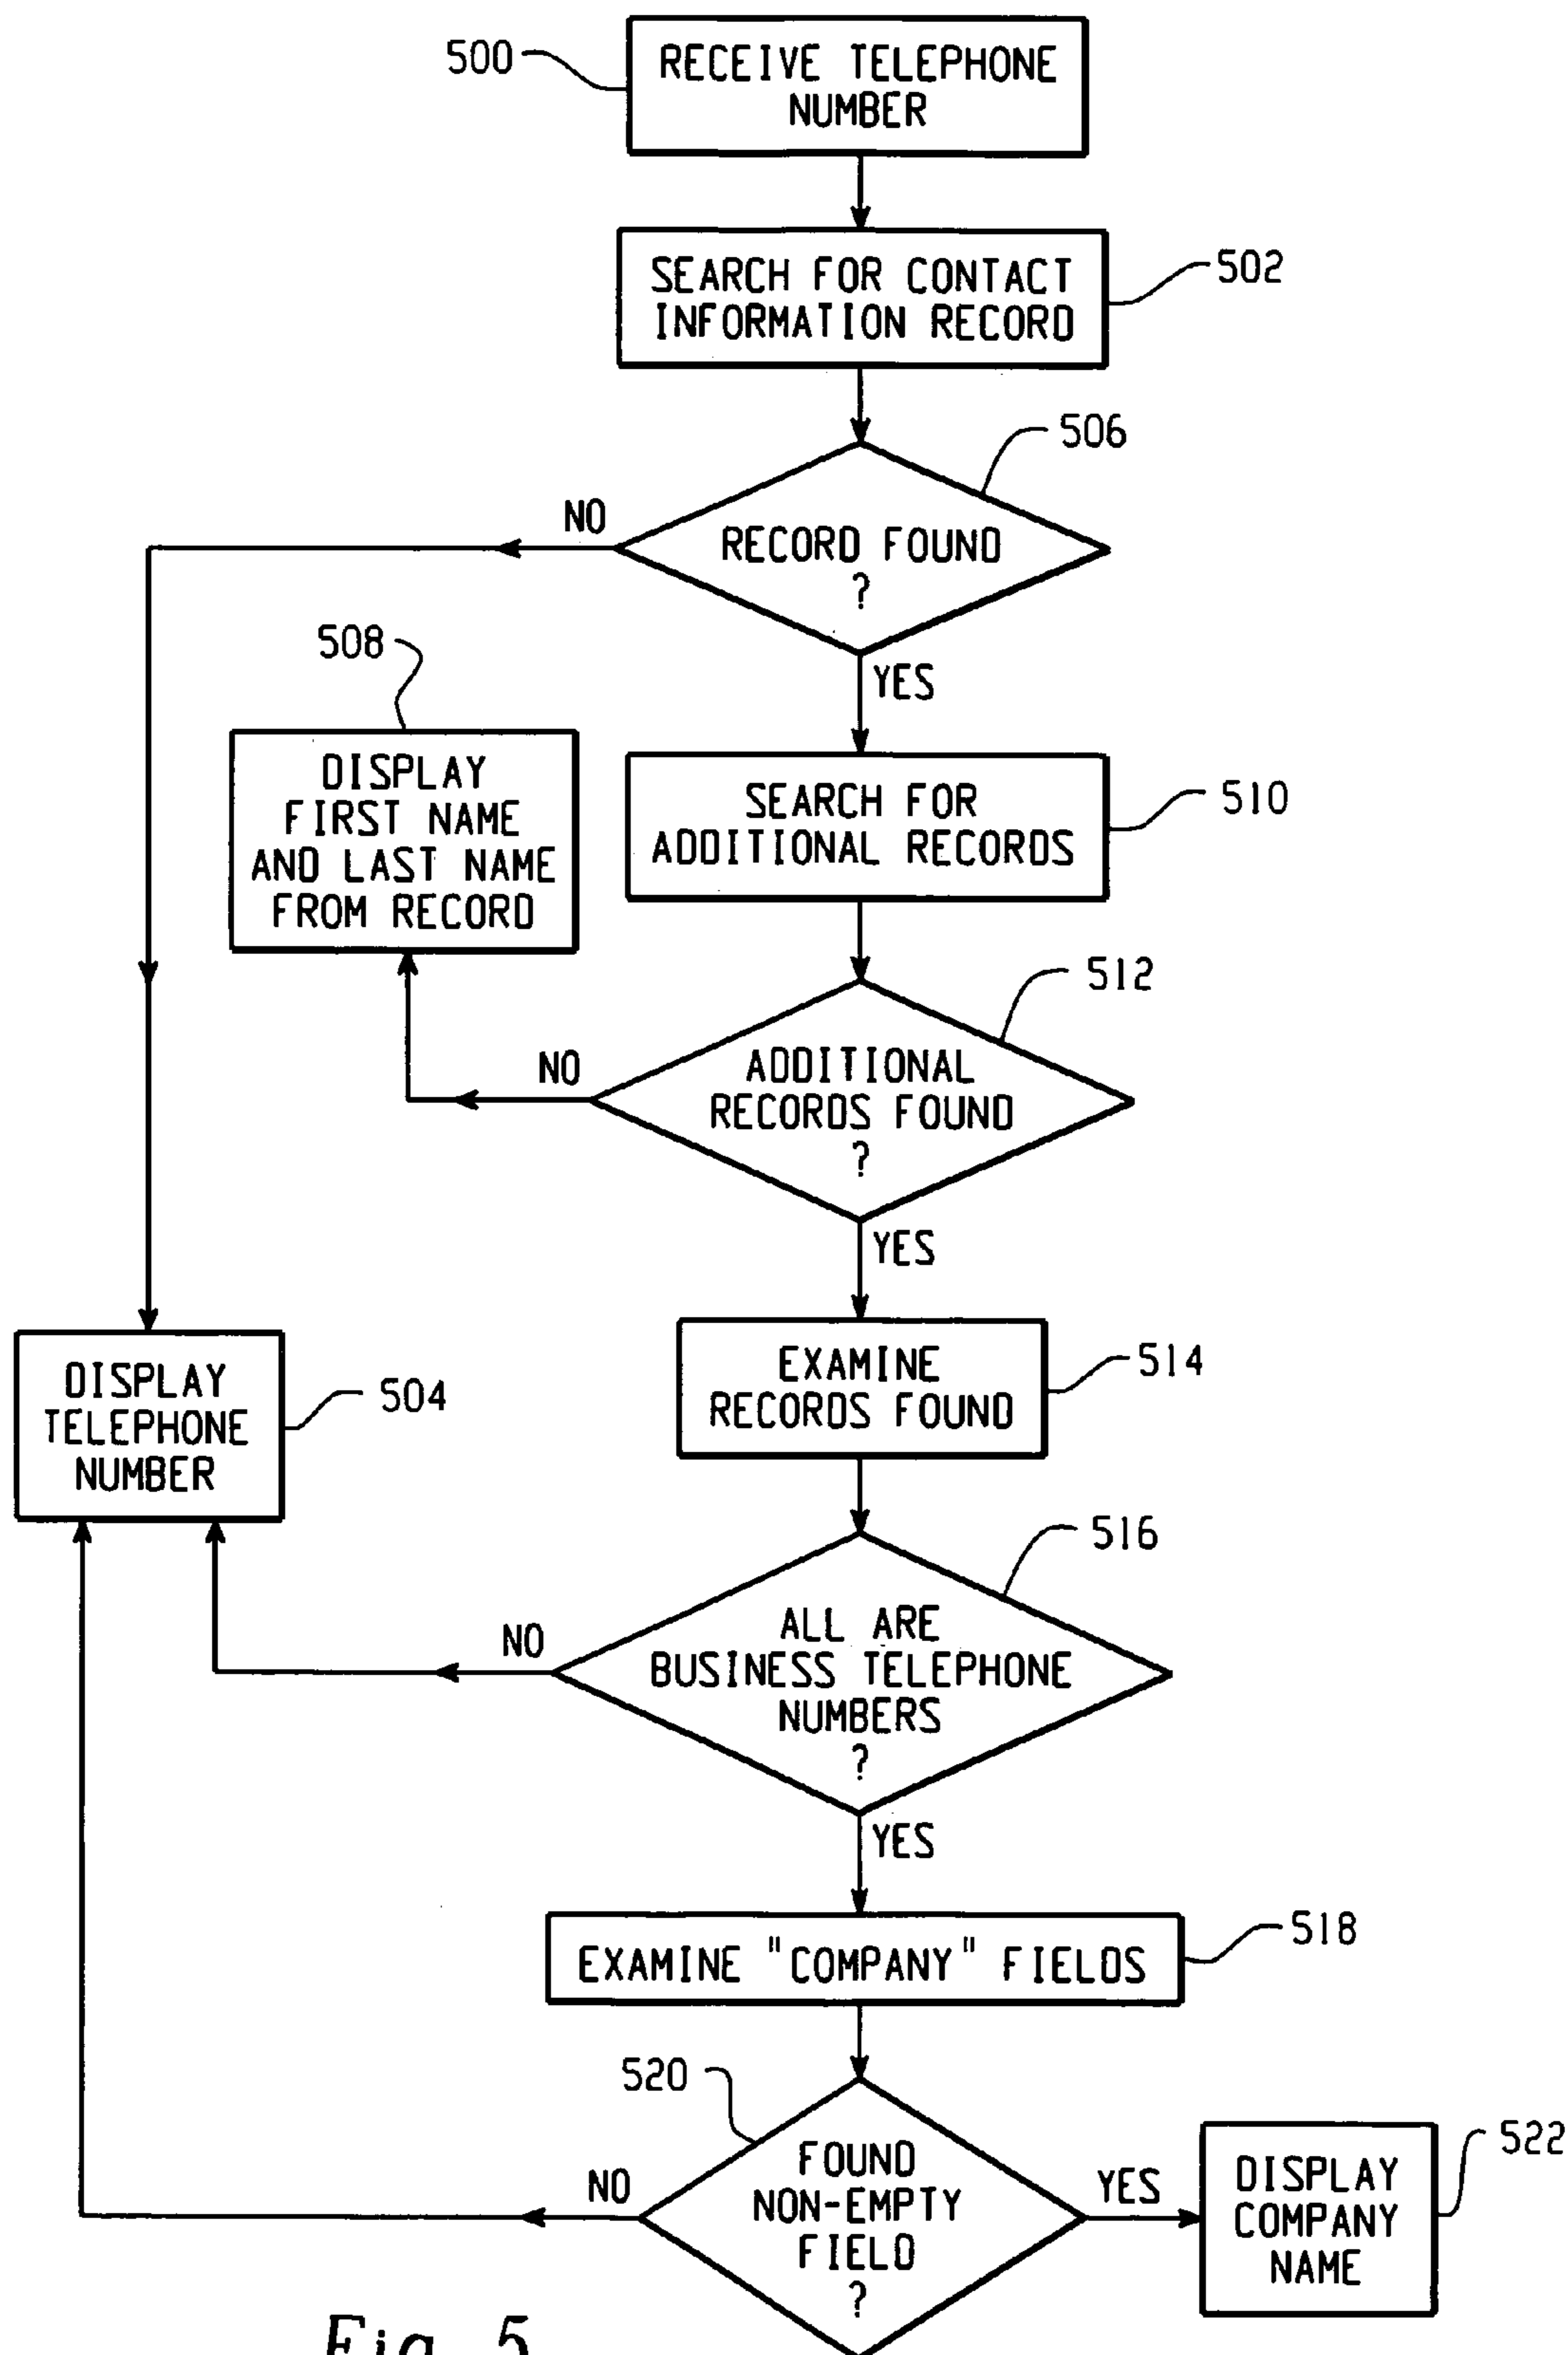 500
RECEIVE TELEPHONE
NUMBER
SEARCH FOR CONTACT
INFORMATION RECORD
502
506
NO
RECORD FOUND
?
508
YES
DISPLAY
FIRST NAME
AND LAST NAME
FROM RECORD
SEARCH FOR
ADDITIONAL RECORDS
510
512
NO
ADDITIONAL
RECORDS FOUND
?
YES
DISPLAY
TELEPHONE
NUMBER
504
EXAMINE
RECORDS FOUND
514
516
NO
ALL ARE
BUSINESS TELEPHONE
NUMBERS
?
YES
EXAMINE "COMPANY" FIELDS
518
520
NO
FOUND
NON-EMPTY
FIELD
?
YES
DISPLAY
COMPANY
NAME
522
Fig. 5